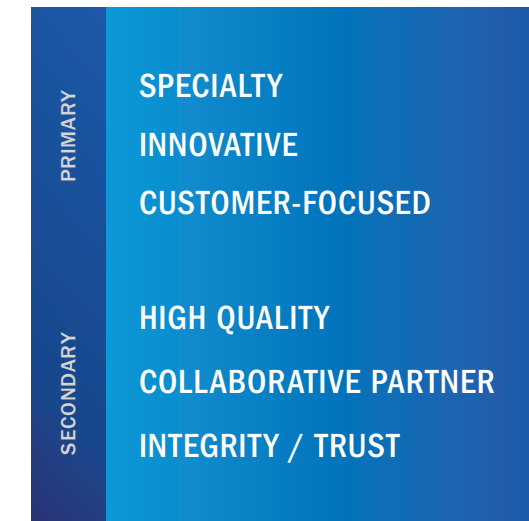 PRIMARY
SPECIALTY
INNOVATIVE
CUSTOMER-FOCUSED
SECONDARY
HIGH QUALITY
COLLABORATIVE PARTNER
INTEGRITY / TRUST